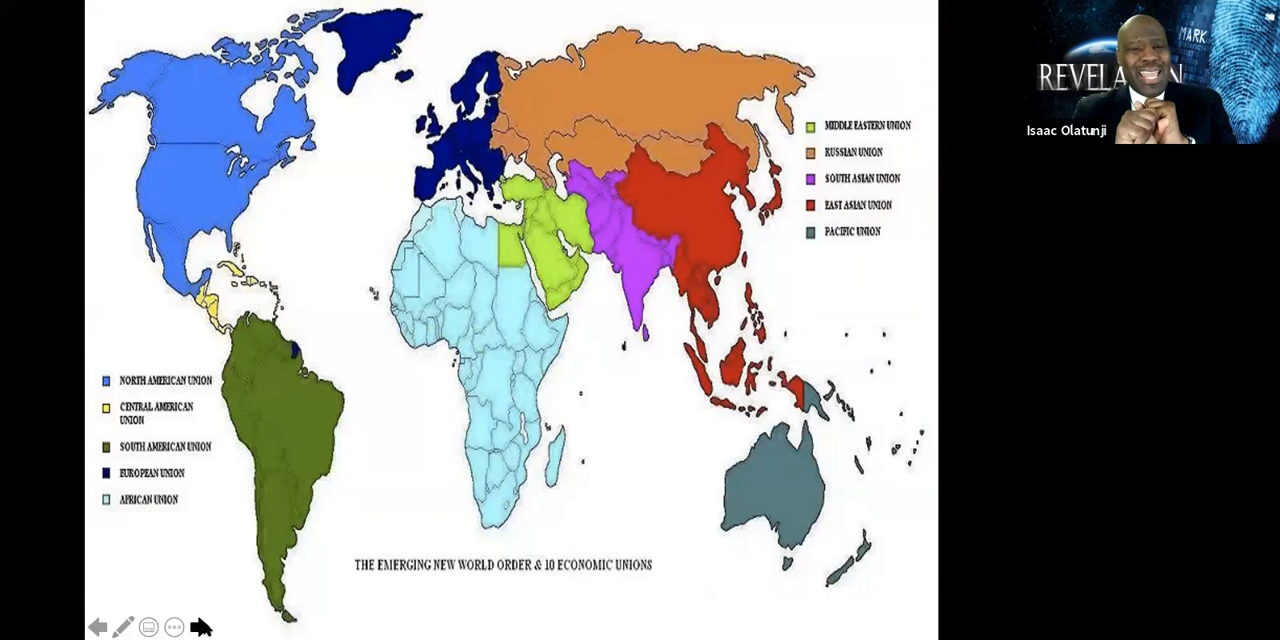 MIDDLE EASTERN UNION
RUSSIAN UNION
SOUTH ASIAN UNION
EAST ASIAN UNION
PACIFIC UNION
NORTH AMERICAN UNION
CENTRAL AMERICAN
UNION
SOUTH AMERICAN UNION
EUROPEAN UNION
AFRICAN UNION
THE EMERGING NEW WORLD ORDER & 10 ECONOMIC UNIONS
MARK
Isaac Olatunji